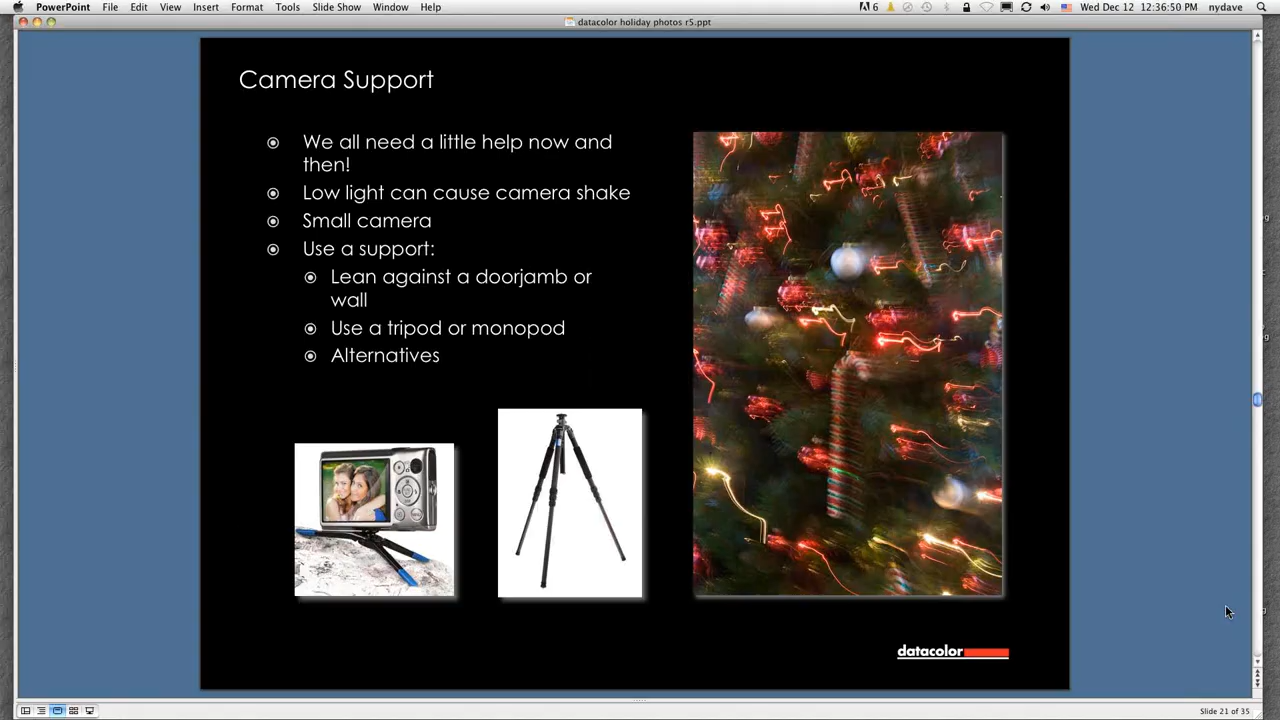 PowerPoint File Edit View Insert Format Tools Slide Show Window Help 6 Wed Dec 12 12:36:50 PM nydave
datacolor holiday photos r5.ppt
Camera Support
We all need a little help now and
then!
Low light can cause camera shake
Small camera
Use a support:
Lean against a doorjamb or
wall
Use a tripod or monopod
Alternatives
datacolor
Slide 21 of 35